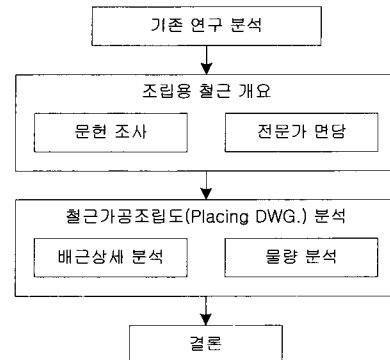 기존 연구 분석
조립용 철근 개요
문헌 조사 전문가 면담
철근가공조립도(Placing DWG.) 분석
배근상세 분석 물량 분석
결론